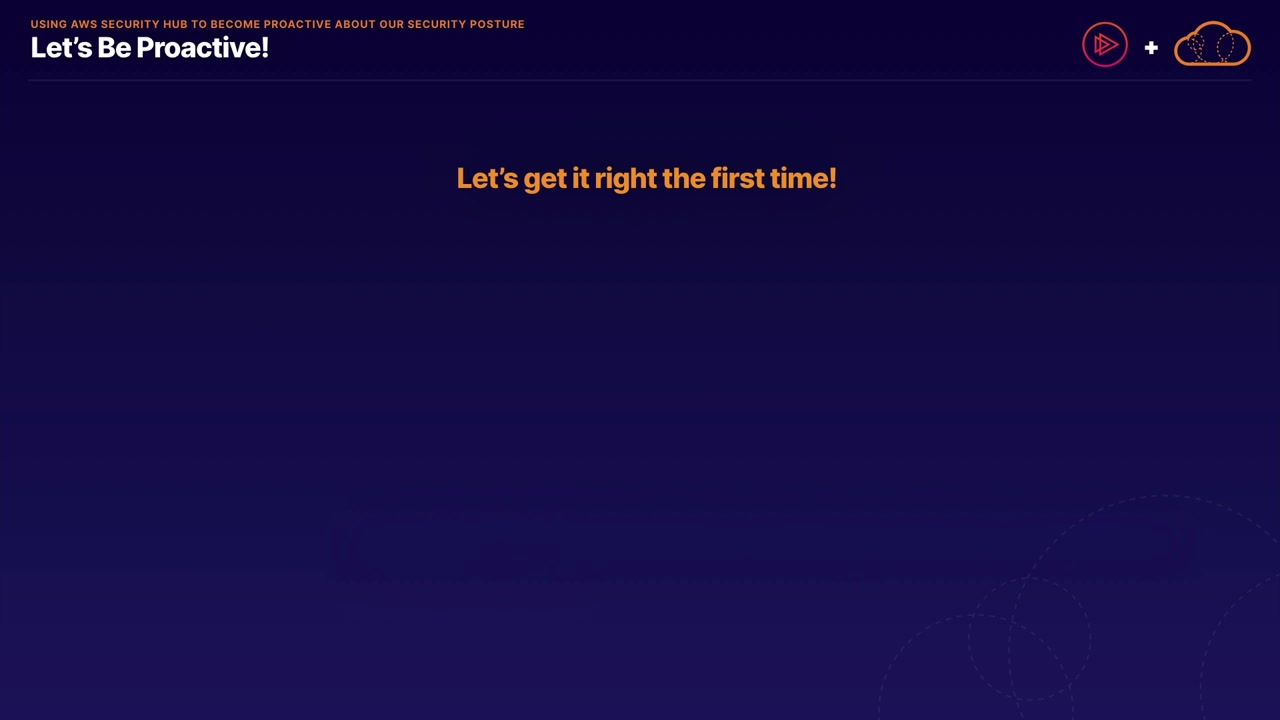 USING AWS SECURITY HUB TO BECOME PROACTIVE ABOUT OUR SECURITY POSTURE
Let’s Be Proactive!
+
Let’s get it right the first time!